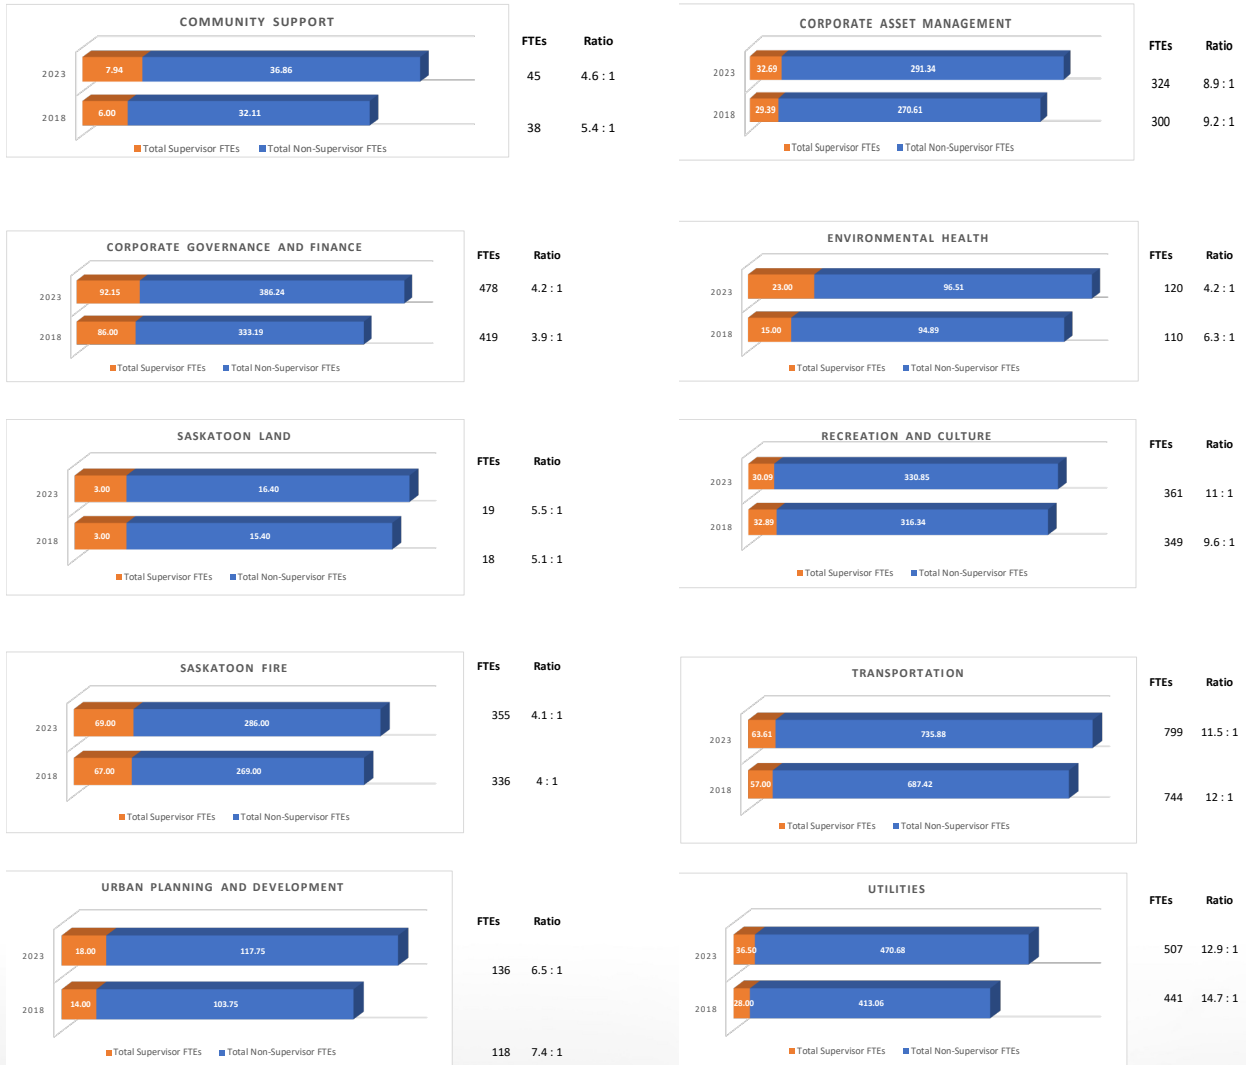 COMMUNITY SUPPORT
FTEs Ratio
2023 7.94 36.86 45 4.6 : 1
2018 6.00 32.11 38 5.4 : 1
Total Supervisor FTEs Total Non-Supervisor FTEs
CORPORATE ASSET MANAGEMENT
FTEs Ratio
2023 32.69 291.34 324 8.9 : 1
2018 29.39 270.61 300 9.2 : 1
Total Supervisor FTEs Total Non-Supervisor FTEs
CORPORATE GOVERNANCE AND FINANCE
FTEs Ratio
2023 92.15 386.24 478 4.2 : 1
2018 86.00 333.19 419 3.9 : 1
Total Supervisor FTEs Total Non-Supervisor FTEs
ENVIRONMENTAL HEALTH
FTEs Ratio
2023 23.00 96.51 120 4.2 : 1
2018 15.00 94.89 110 6.3 : 1
Total Supervisor FTEs Total Non-Supervisor FTEs
SASKATOON LAND
FTEs Ratio
2023 3.00 16.40 19 5.5 : 1
2018 3.00 15.40 18 5.1 : 1
Total Supervisor FTEs Total Non-Supervisor FTEs
RECREATION AND CULTURE
FTEs Ratio
2023 30.09 330.85 361 11 : 1
2018 32.89 316.34 349 9.6 : 1
Total Supervisor FTEs Total Non-Supervisor FTEs
SASKATOON FIRE
FTEs Ratio
2023 69.00 286.00 355 4.1 : 1
2018 67.00 269.00 336 4 : 1
Total Supervisor FTEs Total Non-Supervisor FTEs
TRANSPORTATION
FTEs Ratio
2023 63.61 735.88 799 11.5 : 1
2018 57.00 687.42 744 12 : 1
Total Supervisor FTEs Total Non-Supervisor FTEs
URBAN PLANNING AND DEVELOPMENT
FTEs Ratio
2023 18.00 117.75 136 6.5 : 1
2018 14.00 103.75
Total Supervisor FTEs Total Non-Supervisor FTEs 118 7.4 : 1
UTILITIES
FTEs Ratio
2023 36.50 470.68 507 12.9 : 1
2018 28.00 413.06 441 14.7 : 1
Total Supervisor FTEs Total Non-Supervisor FTEs